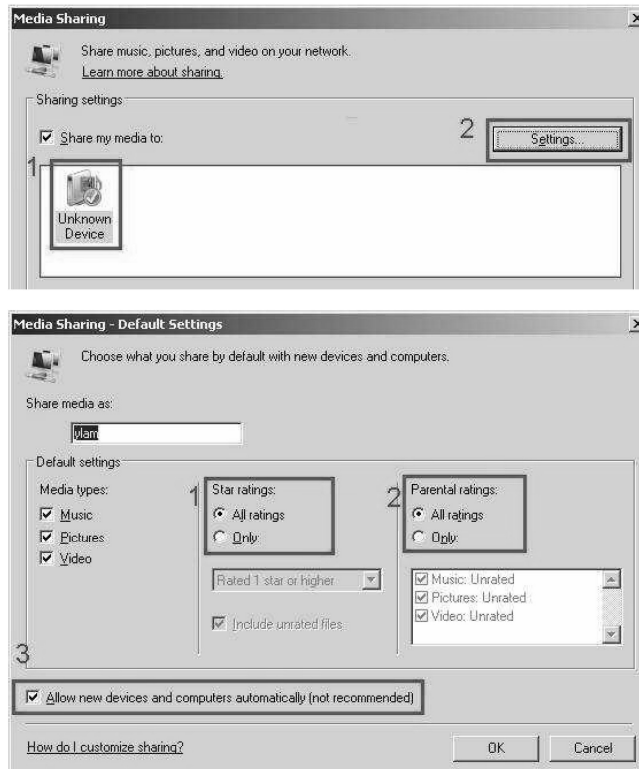 Media Sharing
Share music, pictures, and video on your network.
Learn more about sharing.
Sharing settings
Share my media to:
2
Settings...
1
Unknown
Device
Media Sharing - Default Settings
Choose what you share by default with new devices and computers.
Share media as:
vlam
Default settings
Media types:
Music
Pictures
Video
1
Star ratings:
All ratings
Only:
Rated 1 star or higher
Include unrated files
2
Parental ratings:
All ratings
Only:
Music: Unrated
Pictures: Unrated
Video: Unrated
3
Allow new devices and computers automatically (not recommended)
How do I customize sharing?
OK
Cancel